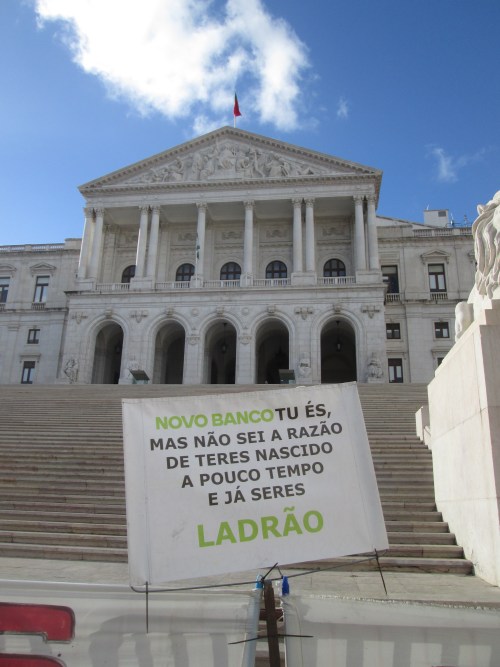 NOVO BANCO TU ÉS,
MAS NÃO SEI A RAZÃO
DE TERES NASCIDO
A POUCO TEMPO
E JÁ SERES
LADRÃO